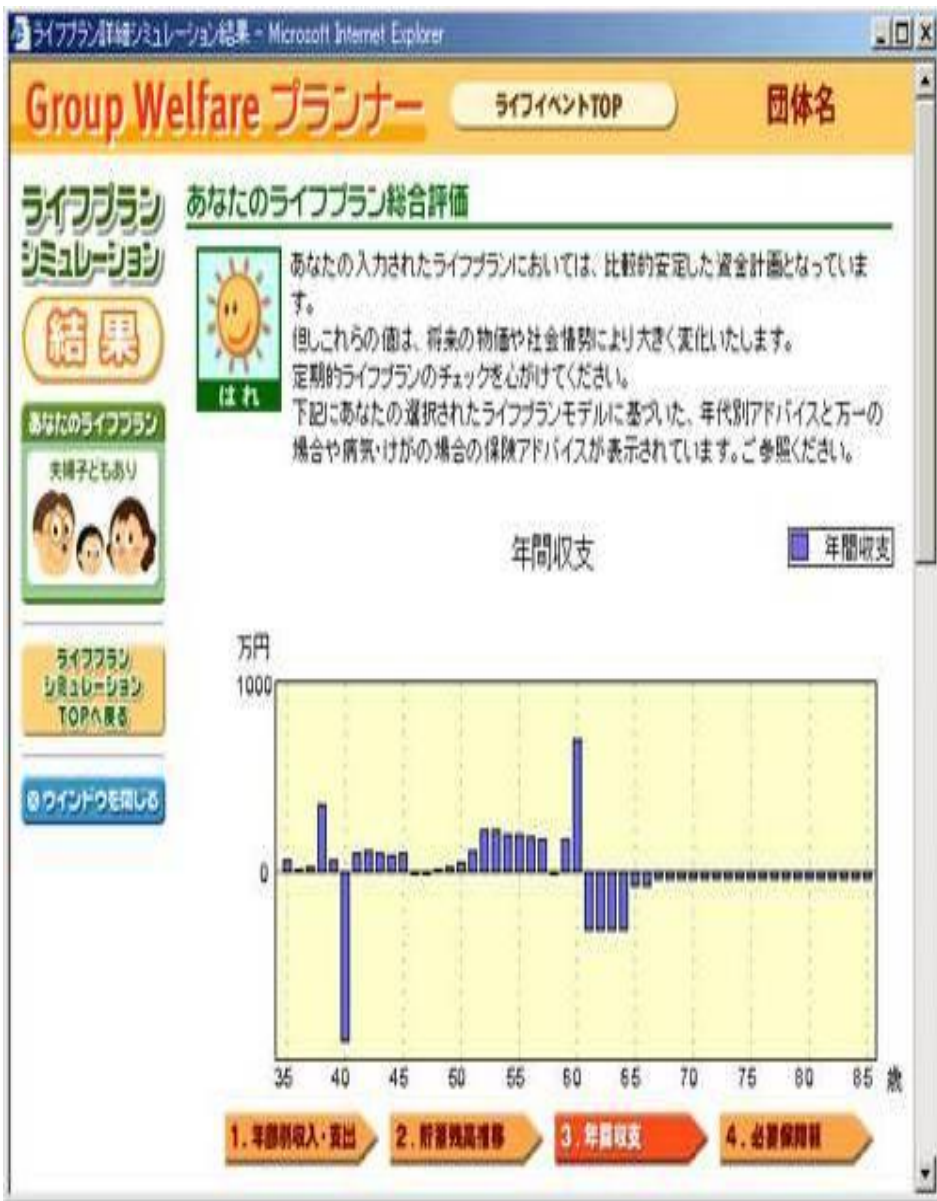 ライフプラン詳細シミュレーション結果 - Microsoft Internet Explorer
Group Welfare プランナー
ライフイベントTOP
団体名
ライフプラン
シミュレーション
結果
あなたのライフプラン
夫婦子どもあり
ライフプラン
シミュレーション
TOPへ戻る
ウインドウを閉じる
あなたのライフプラン総合評価
はれ
あなたの入力されたライフプランにおいては、比較的安定した資金計画となっていま
す。
但しこれらの値は、将来の物価や社会情勢により大きく変化いたします。
定期的ライフプランのチェックを心がけてください。
下記にあなたの選択されたライフプランモデルに基づいた、年代別アドバイスと万一の
場合や病気・けがの場合の保険アドバイスが表示されています。ご参照ください。
年間収支
年間収支
万円
1000
0
35 40 45 50 55 60 65 70 75 80 85 歳
1.年齢別収入・支出
2.貯蓄残高推移
3.年間収支
4.必要保障額